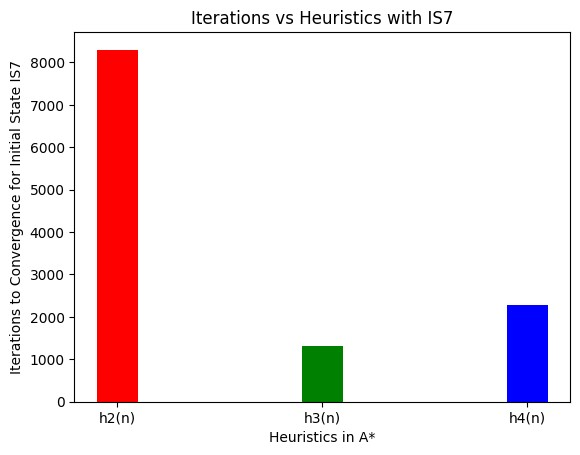 Iterations vs Heuristics with IS7
Iterations to Convergence for Initial State IS7
8000
7000
6000
5000
4000
3000
2000
1000
0
h2(n)
h3(n)
h4(n)
Heuristics in A*